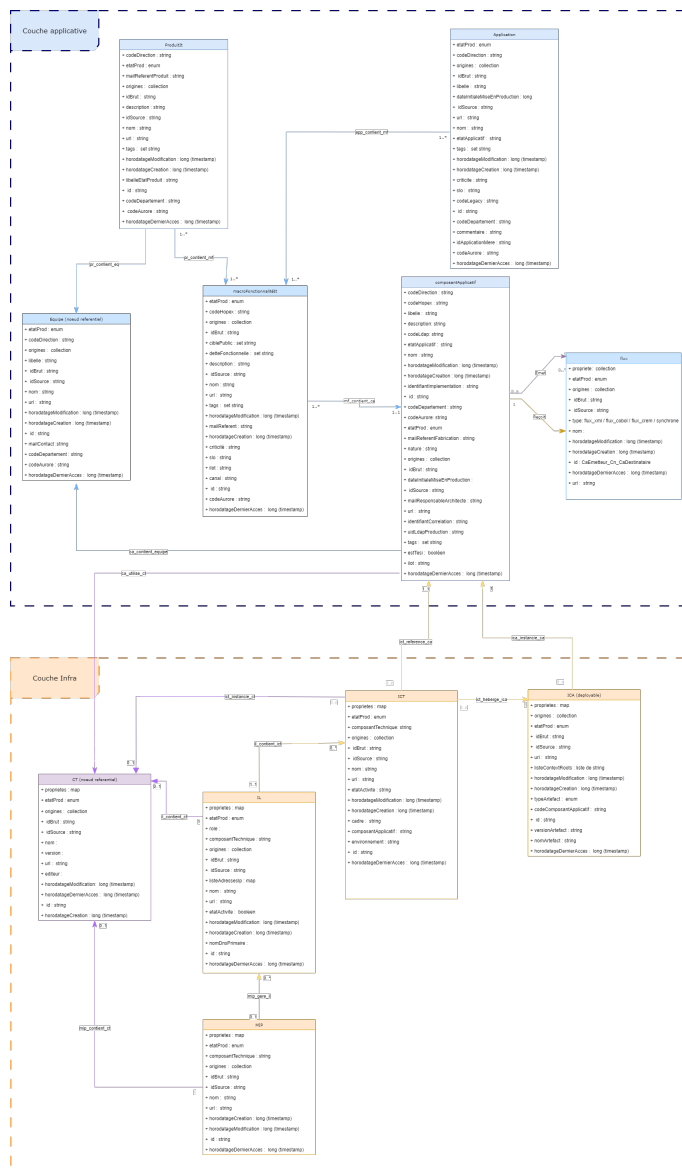 Couche applicative
ProduitIt
+ codeDirection : string
+ etatProd : enum
+ mailReferentProduit : string
+ origines : collection
+ idBrut : string
+ description : string
+ idSource : string
+ nom : string
+ url : string
+ tags : set string
+ horodatageModification : long (timestamp)
+ horodatageCreation : long (timestamp)
+ libelleEtatProduit : string
+ id : string
+ codeDepartement : string
+ codeAurore : string
+ horodatageDernierAcces : long (timestamp)
Application
+ etatProd : enum
+ codeDirection : string
+ origines : collection
+ idBrut : string
+ libelle : string
+ dateInitialeMiseEnProduction : long
+ idSource : string
+ url : string
+ nom : string
+ etatApplicatif : string
+ tags : set string
+ horodatageModification : long (timestamp)
+ horodatageCreation : long (timestamp)
+ criticite : string
+ silo : string
+ codeLegacy : string
+ id : string
+ codeDepartement : string
+ commentaire : string
+ idApplicationMere : string
+ codeAurore : string
+ horodatageDernierAcces : long (timestamp)
app_contient_mf
1..*
1..*
pr_contient_eq
pr_contient_mf
1..*
1..*
Equipe (noeud referentiel)
+ etatProd : enum
+ codeDirection : string
+ origines : collection
+ libelle : string
+ idBrut : string
+ idSource : string
+ nom : string
+ url : string
+ horodatageModification : long (timestamp)
+ horodatageCreation : long (timestamp)
+ id : string
+ mailContact : string
+ codeDepartement : string
+ codeAurore : string
+ horodatageDernierAcces : long (timestamp)
macroFonctionnaliteEt
+ etatProd : enum
+ codeHopex : string
+ origines : collection
+ idBrut : string
+ ciblePublic : set string
+ detteFonctionnelle : set string
+ description : string
+ idSource : string
+ nom : string
+ url : string
+ tags : set string
+ horodatageModification : long (timestamp)
+ mailReferent : string
+ horodatageCreation : long (timestamp)
+ criticite : string
+ silo : string
+ ilot : string
+ canal : string
+ id : string
+ codeAurore : string
+ horodatageDernierAcces : long (timestamp)
mf_contient_ca
1..*
1..1
composantApplicatif
+ codeDirection : string
+ codeHopex : string
+ libelle : string
+ description: string
+ codeLdap: string
+ etatApplicatif : string
+ nom : string
+ horodatageModification : long (timestamp)
+ horodatageCreation : long (timestamp)
+ identifiantImplementation : string
+ id : string
+ codeDepartement : string
+ codeAurore: string
+ etatProd : enum
+ mailReferentFabrication : string
+ nature : string
+ origines : collection
+ idBrut : string
+ dateInitialeMiseEnProduction :
+ idSource : string
+ mailResponsableArchitecte : string
+ url : string
+ identifiantCorrelation : string
+ uidLdapProduction : string
+ tags : set string
+ estTaci : booléen
+ ilot : string
+ horodatageDernierAcces : long (timestamp)
Emet
Recoit
Flux
+ propriete : collection
+ etatProd : enum
+ origines : collection
+ idBrut : string
+ idSource : string
+ type: flux_xml / flux_cobol / flux_crem / synchrone
+ nom :
+ horodatageModification : long (timestamp)
+ horodatageCreation : long (timestamp)
+ id : CaEmetteur_Cn_CaDestinataire
+ horodatageDernierAcces : long (timestamp)
+ url : string
ca_contient_equipe
ca_utilise_ct
ict_reference_ca
ica_instance_ca
Couche Infra
ict_instance_ct
ict_heberge_ica
il_contient_ict
il_contient_ct
CT (noeud referentiel)
+ proprietes : map
+ etatProd : enum
+ origines : collection
+ idBrut : string
+ idSource : string
+ nom :
+ version :
+ url : string
+ editeur :
+ horodatageModification : long (timestamp)
+ horodatageDernierAcces : long (timestamp)
+ id : string
+ horodatageCreation : long (timestamp)
IL
+ proprietes : map
+ etatProd : enum
+ role :
+ composantTechnique : string
+ origines : collection
+ idBrut : string
+ idSource : string
+ listeAdressesIp : map
+ nom : string
+ url : string
+ etatActivite : booleen
+ horodatageModification : long (timestamp)
+ horodatageCreation : long (timestamp)
+ nomDnsPrimaire :
+ id : string
+ horodatageDernierAcces : long (timestamp)
ICT
+ proprietes : map
+ etatProd : enum
+ composantTechnique: string
+ origines : collection
+ idBrut : string
+ idSource : string
+ nom : string
+ url : string
+ etatActivite : string
+ horodatageModification : long (timestamp)
+ horodatageCreation : long (timestamp)
+ cadre : string
+ composantApplicatif : string
+ environnement : string
+ id : string
+ horodatageDernierAcces : long (timestamp)
ICA (deployable)
+ proprietes : map
+ origines : collection
+ etatProd : enum
+ idBrut : string
+ idSource : string
+ url : string
+ listeContextRoots : liste de string
+ horodatageModification : long (timestamp)
+ horodatageCreation : long (timestamp)
+ typeArtefact : enum
+ codeComposantApplicatif : string
+ id : string
+ versionArtefact : string
+ nomArtefact : string
+ horodatageDernierAcces : long (timestamp)
mip_gere_il
mip_contient_ct
MIP
+ proprietes : map
+ etatProd : enum
+ composantTechnique : string
+ origines : collection
+ idBrut : string
+ idSource : string
+ nom : string
+ url : string
+ horodatageCreation : long (timestamp)
+ horodatageModification : long (timestamp)
+ id : string
+ horodatageDernierAcces : long (timestamp)